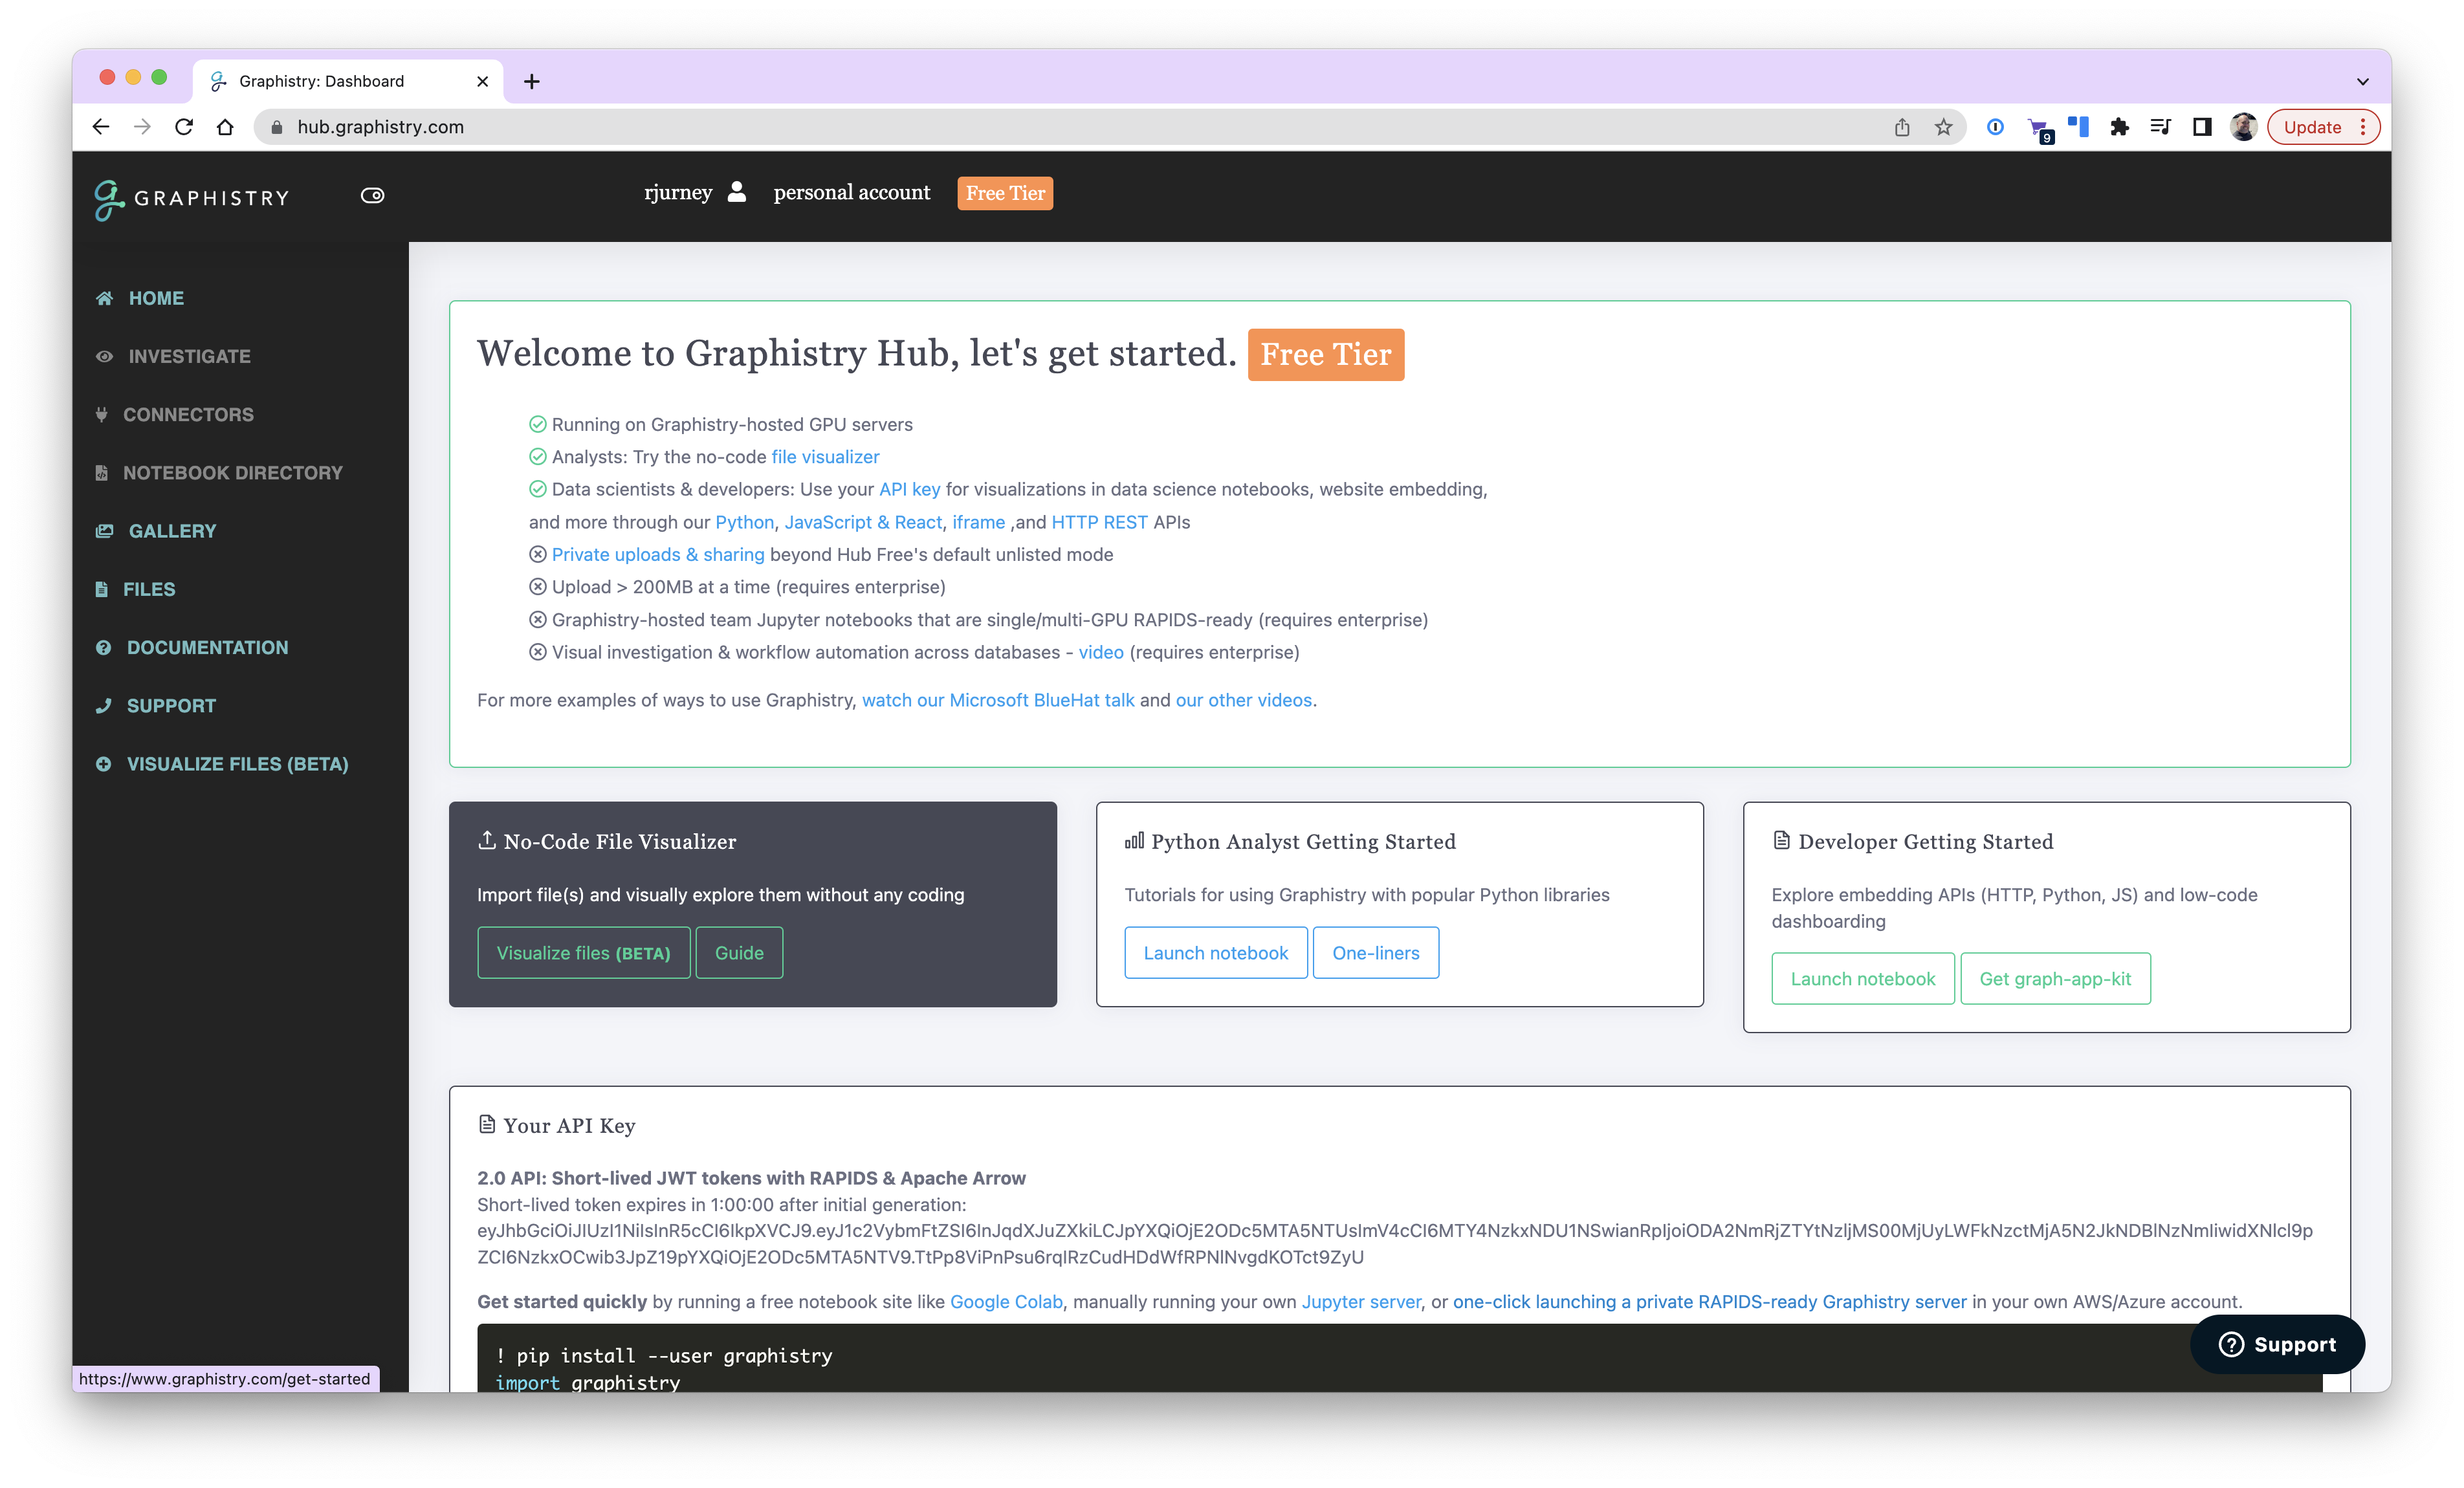 Graphistry: Dashboard
hub.graphistry.com
9
Update
GRAPHISTRY
rjurney
personal account
Free Tier
HOME
INVESTIGATE
CONNECTORS
NOTEBOOK DIRECTORY
GALLERY
FILES
DOCUMENTATION
SUPPORT
VISUALIZE FILES (BETA)
Welcome to Graphistry Hub, let's get started. Free Tier
Running on Graphistry-hosted GPU servers
Analysts: Try the no-code file visualizer
Data scientists & developers: Use your API key for visualizations in data science notebooks, website embedding,
and more through our Python, JavaScript & React, iframe ,and HTTP REST APIs
Private uploads & sharing beyond Hub Free's default unlisted mode
Upload > 200MB at a time (requires enterprise)
Graphistry-hosted team Jupyter notebooks that are single/multi-GPU RAPIDS-ready (requires enterprise)
Visual investigation & workflow automation across databases - video (requires enterprise)
For more examples of ways to use Graphistry, watch our Microsoft BlueHat talk and our other videos.
No-Code File Visualizer
Import file(s) and visually explore them without any coding
Visualize files (BETA)
Guide
Python Analyst Getting Started
Tutorials for using Graphistry with popular Python libraries
Launch notebook
One-liners
Developer Getting Started
Explore embedding APIs (HTTP, Python, JS) and low-code
dashboarding
Launch notebook
Get graph-app-kit
Your API Key
2.0 API: Short-lived JWT tokens with RAPIDS & Apache Arrow
Short-lived token expires in 1:00:00 after initial generation:
Get started quickly by running a free notebook site like Google Colab, manually running your own Jupyter server, or one-click launching a private RAPIDS-ready Graphistry server in your own AWS/Azure account.
! pip install --user graphistry
import graphistry
Support
https://www.graphistry.com/get-started